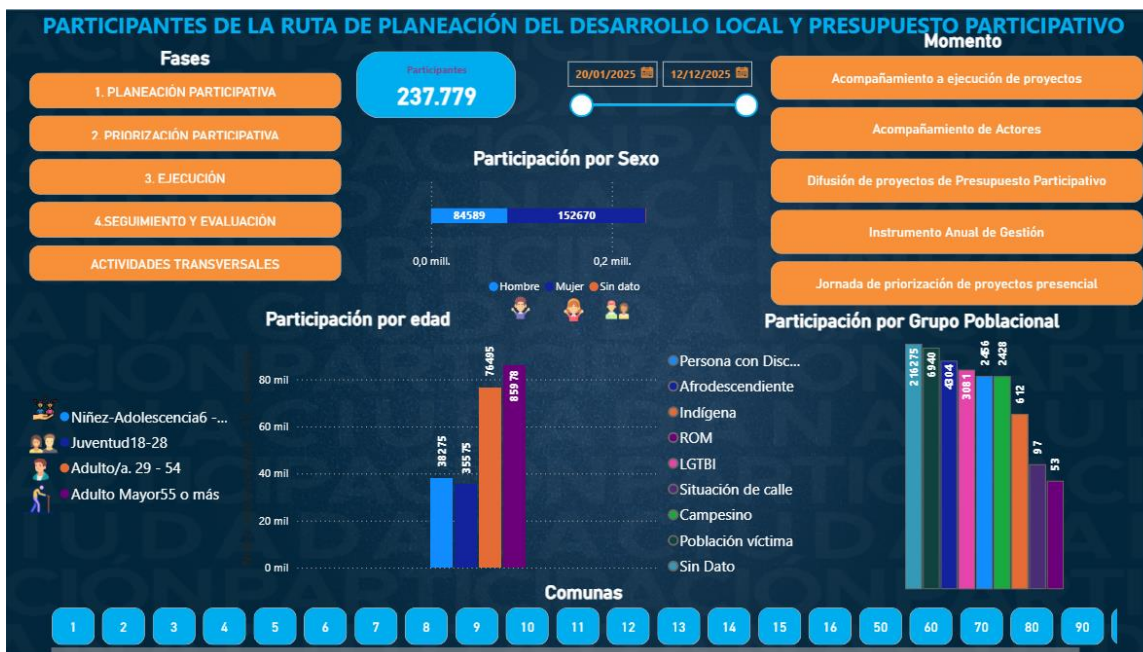 PARTICIPANTES DE LA RUTA DE PLANEACIÓN DEL DESARROLLO LOCAL Y PRESUPUESTO PARTICIPATIVO
Fases
1. PLANEACIÓN PARTICIPATIVA
2. PRIORIZACIÓN PARTICIPATIVA
3. EJECUCIÓN
4.SEGUIMIENTO Y EVALUACIÓN
ACTIVIDADES TRANSVERSALES
Participantes
237.779
20/01/2025
12/12/2025
Momento
Acompañamiento a ejecución de proyectos
Acompañamiento de Actores
Difusión de proyectos de Presupuesto Participativo
Instrumento Anual de Gestión
Jornada de priorización de proyectos presencial
Participación por Sexo
84589 152670
0,0 mill. 0,2 mill.
Hombre Mujer Sin dato
Participación por edad
Niñez-Adolescencia6 -...
Juventud18-28
Adulto/a. 29 - 54
Adulto Mayor55 o más
80 mil
60 mil
40 mil
20 mil
0 mil
38275
35575
76495
85978
Participación por Grupo Poblacional
Persona con Disc...
Afrodescendiente
Indígena
ROM
LGTBI
Situación de calle
Campesino
Población víctima
Sin Dato
216275
6940
4304
3081
2456
2428
612
97
53
Comunas
1 2 3 4 5 6 7 8 9 10 11 12 13 14 15 16 50 60 70 80 90